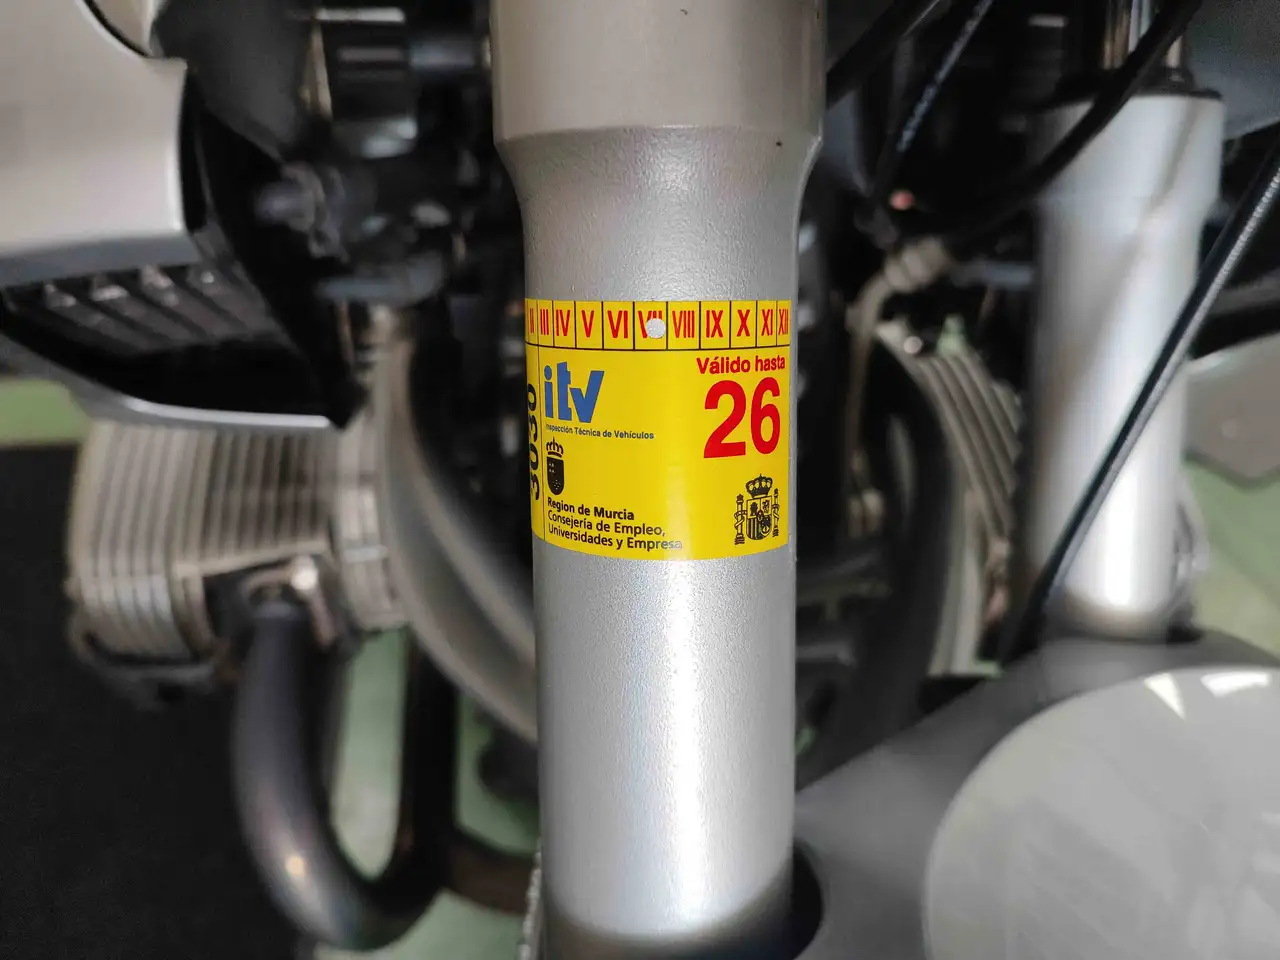 II III IV V VI VII VIII IX X XI XII
Válido hasta
26
itv
Inspección Técnica de Vehículos
3030
Region de Murcia
Consejería de Empleo,
Universidades y Empresa